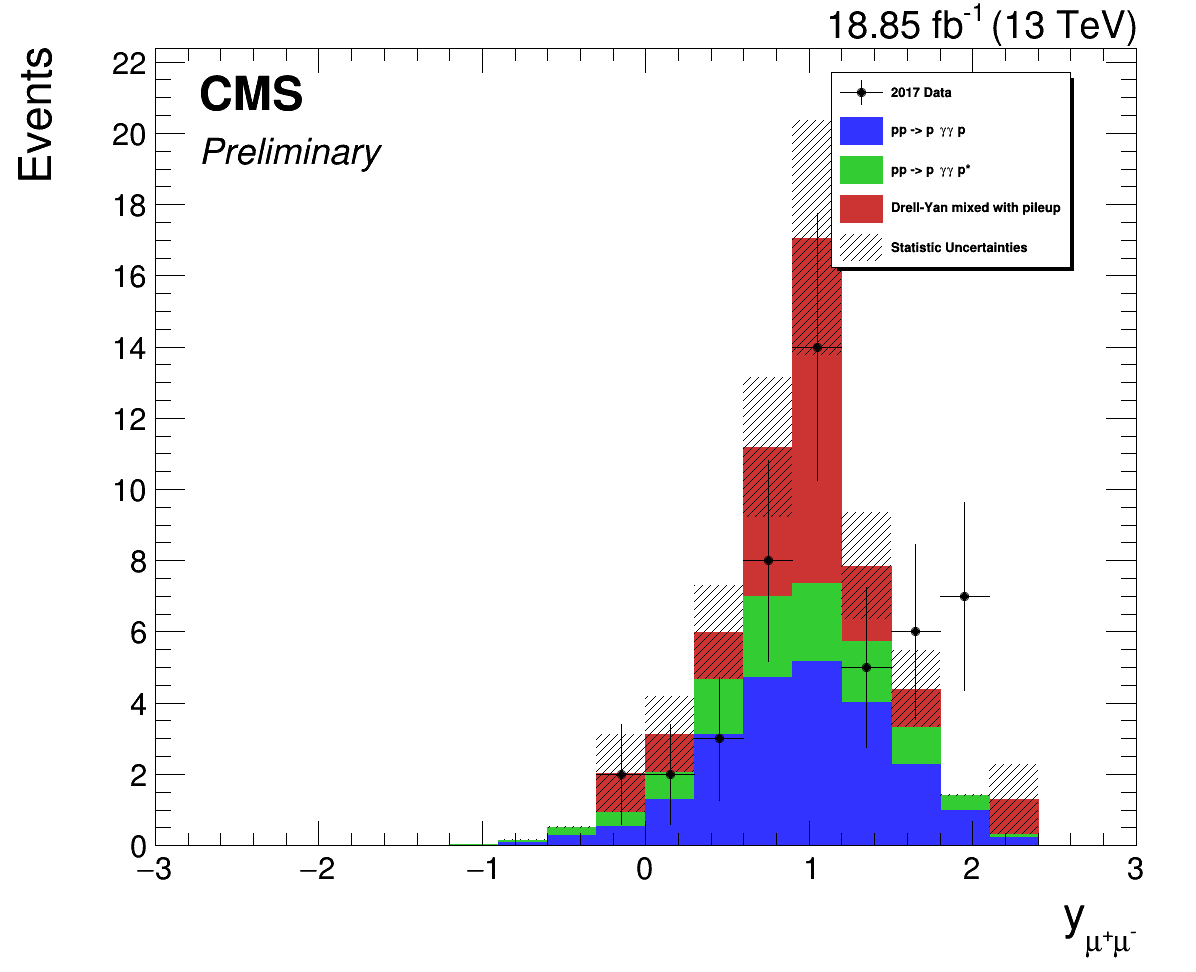 18.85 fb⁻¹ (13 TeV)
Events
CMS
Preliminary
2017 Data
pp -> p γγ p
pp -> p γγ p*
Drell-Yan mixed with pileup
Statistic Uncertainties
22
20
18
16
14
12
10
8
6
4
2
0
−3 −2 −1 0 1 2 3
y μ⁺μ⁻